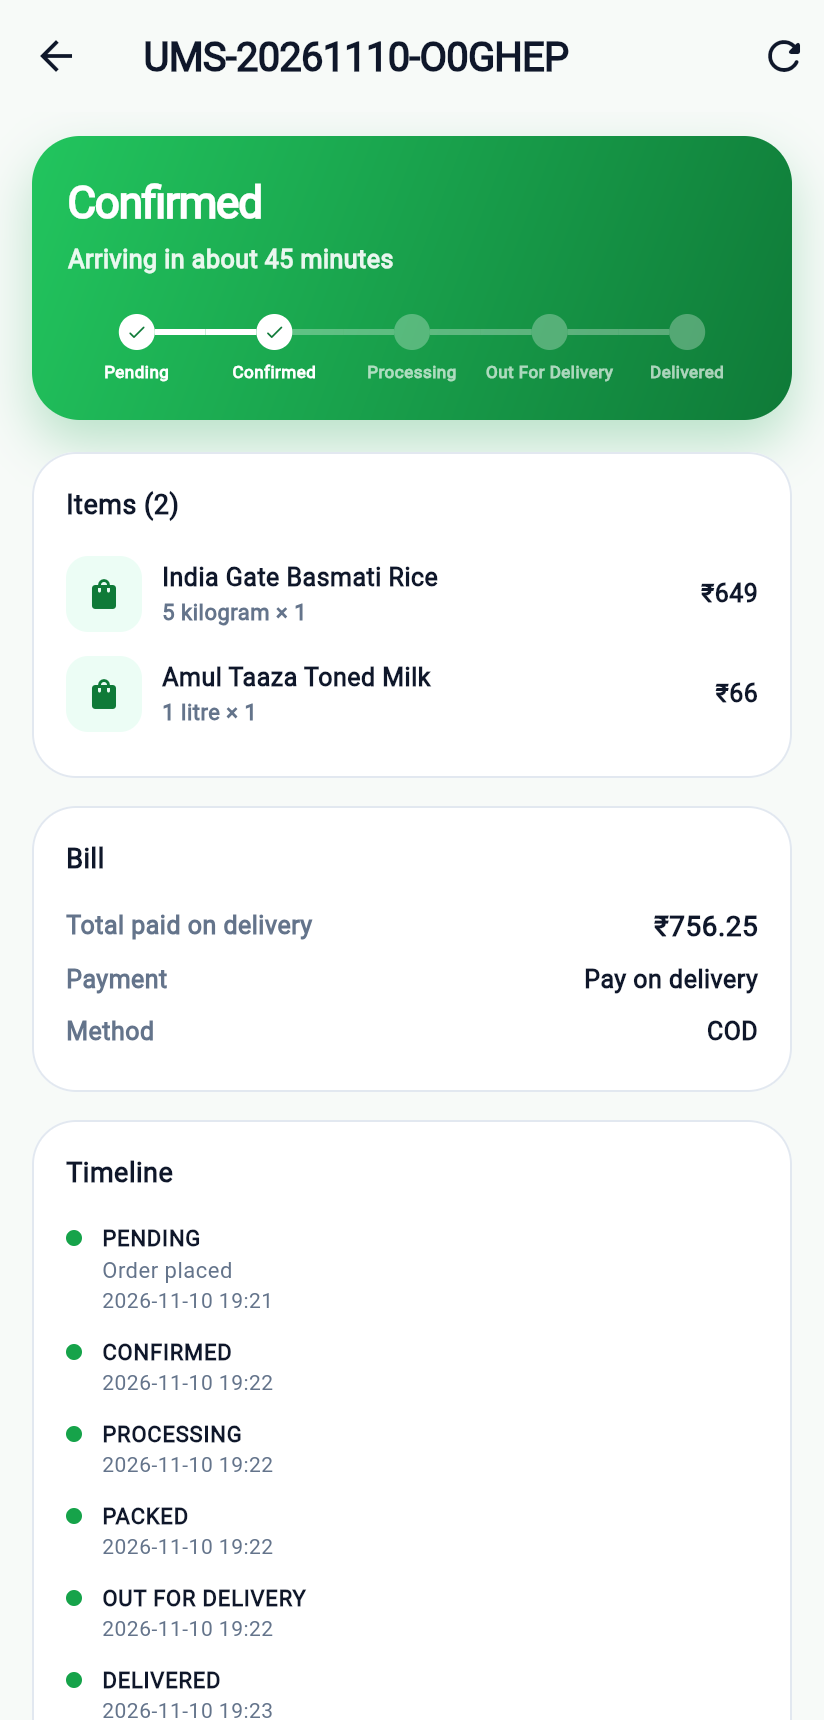 UMS-20261110-O0GHEP
Confirmed
Arriving in about 45 minutes
Pending Confirmed Processing Out For Delivery Delivered
Items (2)
India Gate Basmati Rice
5 kilogram × 1
₹649
Amul Taaza Toned Milk
1 litre × 1
₹66
Bill
Total paid on delivery ₹756.25
Payment Pay on delivery
Method COD
Timeline
PENDING
Order placed
2026-11-10 19:21
CONFIRMED
2026-11-10 19:22
PROCESSING
2026-11-10 19:22
PACKED
2026-11-10 19:22
OUT FOR DELIVERY
2026-11-10 19:22
DELIVERED
2026-11-10 19:23